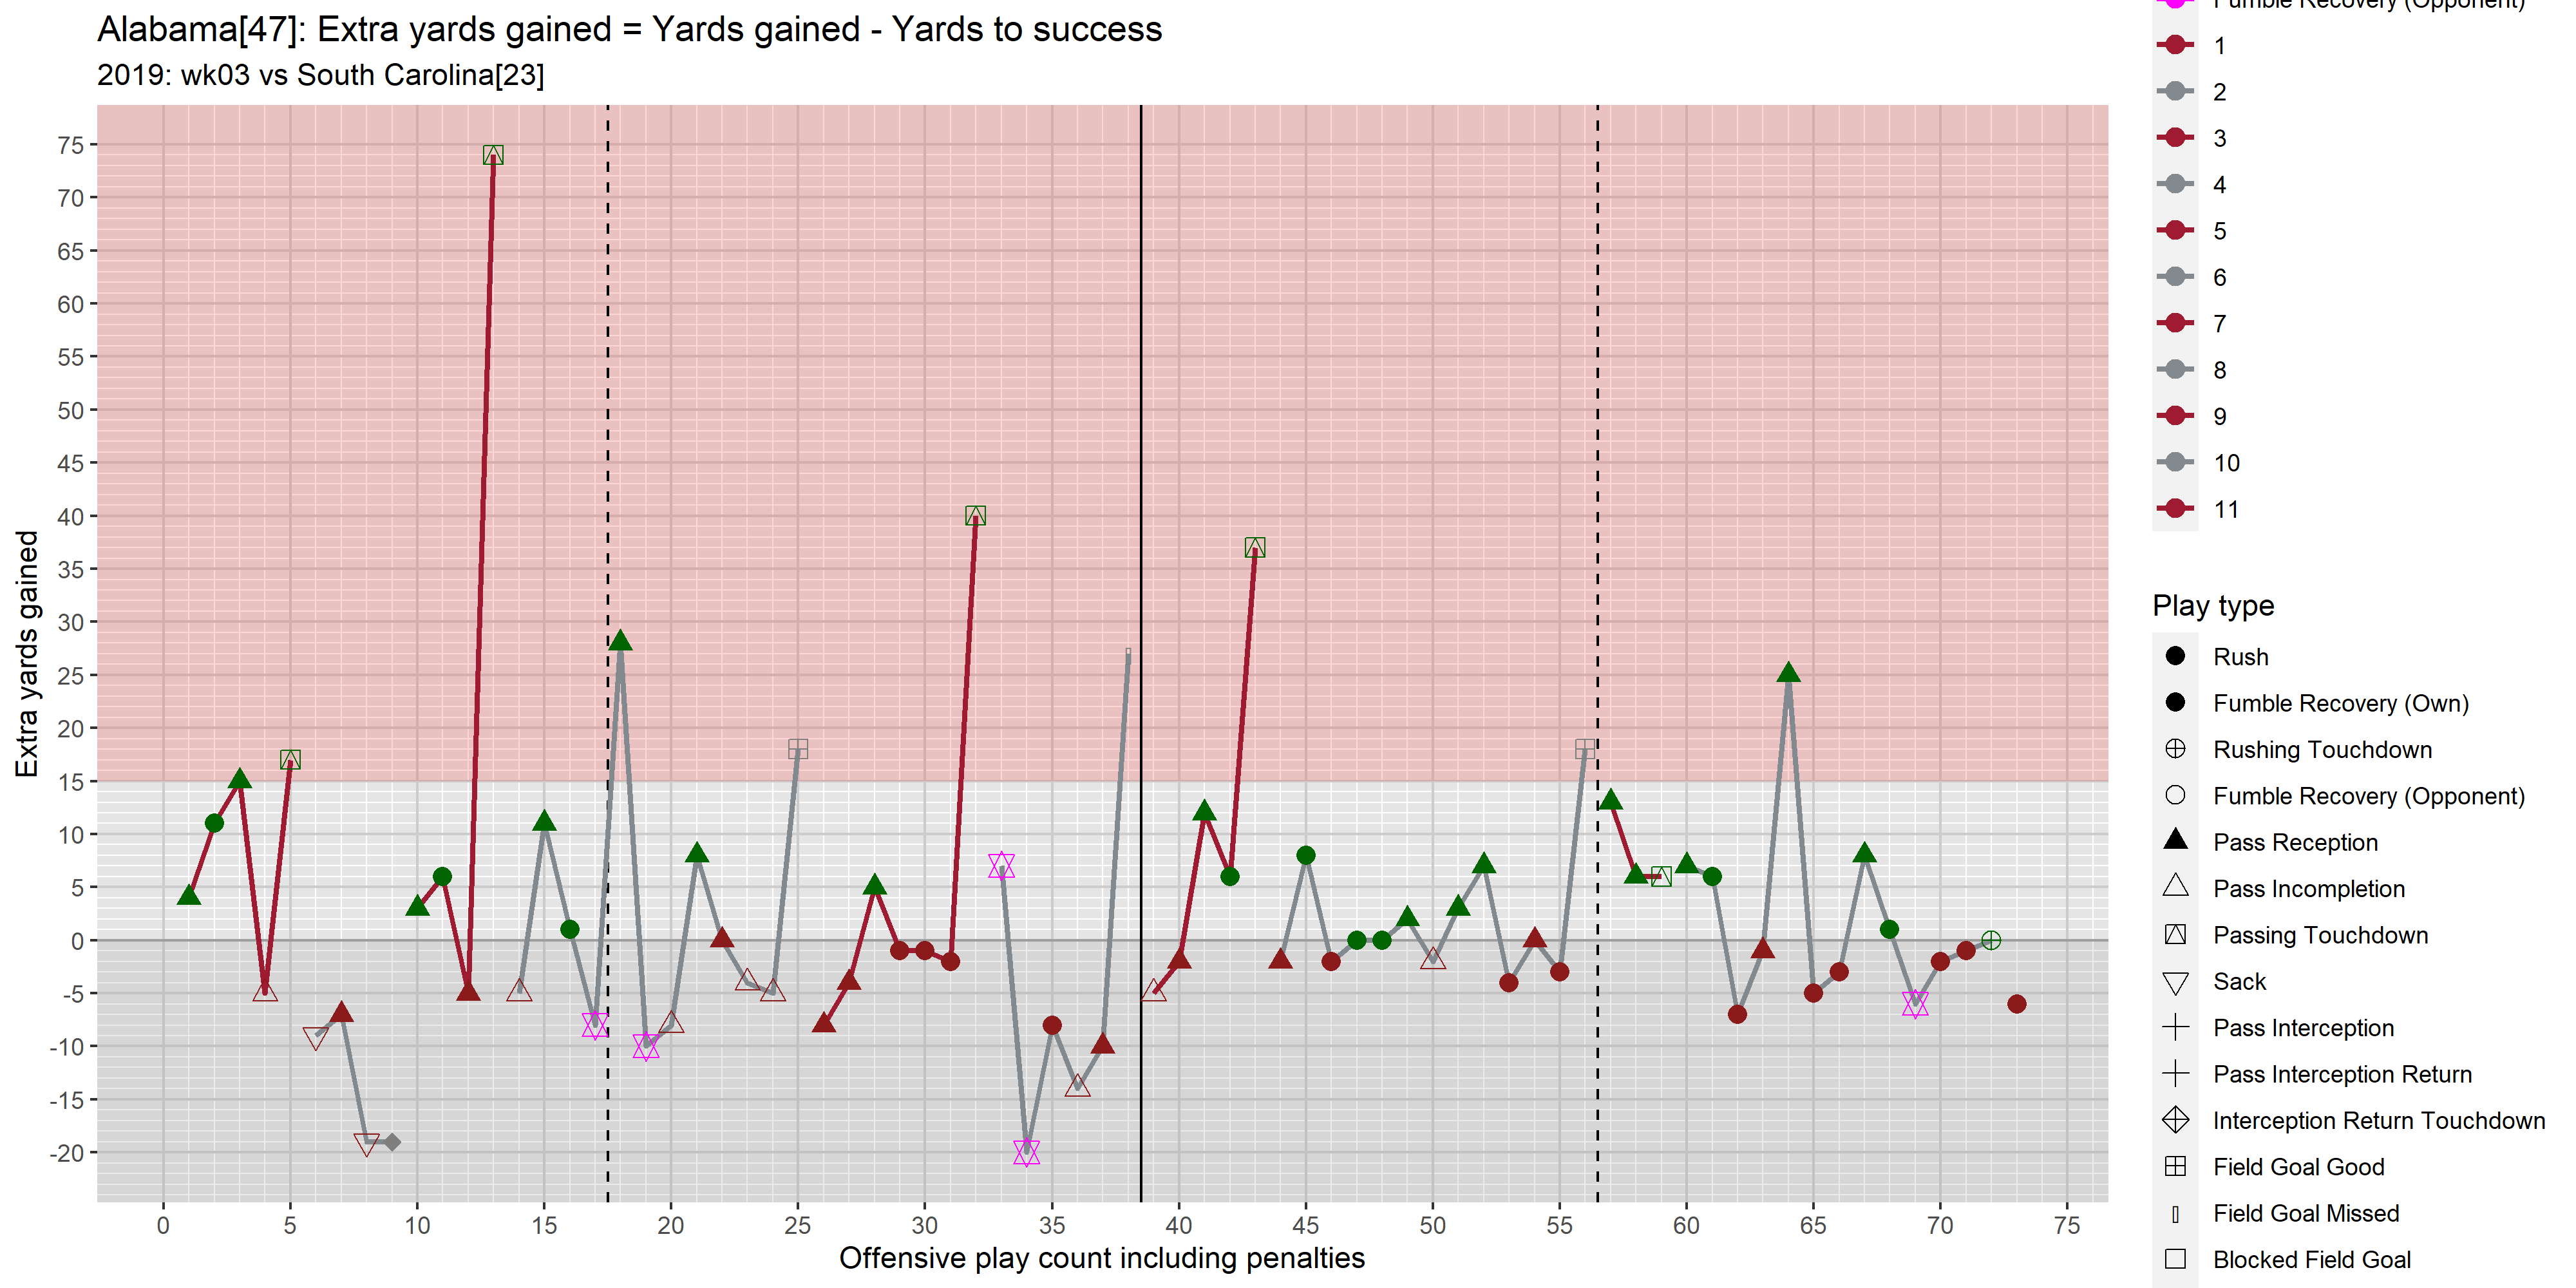 Alabama[47]: Extra yards gained = Yards gained - Yards to success
2019: wk03 vs South Carolina[23]
Extra yards gained
75
70
65
60
55
50
45
40
35
30
25
20
15
10
5
0
-5
-10
-15
-20
0 5 10 15 20 25 30 35 40 45 50 55 60 65 70 75
Offensive play count including penalties
Fumble Recovery (Opponent)
1
2
3
4
5
6
7
8
9
10
11
Play type
Rush
Fumble Recovery (Own)
Rushing Touchdown
Fumble Recovery (Opponent)
Pass Reception
Pass Incompletion
Passing Touchdown
Sack
Pass Interception
Pass Interception Return
Interception Return Touchdown
Field Goal Good
Field Goal Missed
Blocked Field Goal